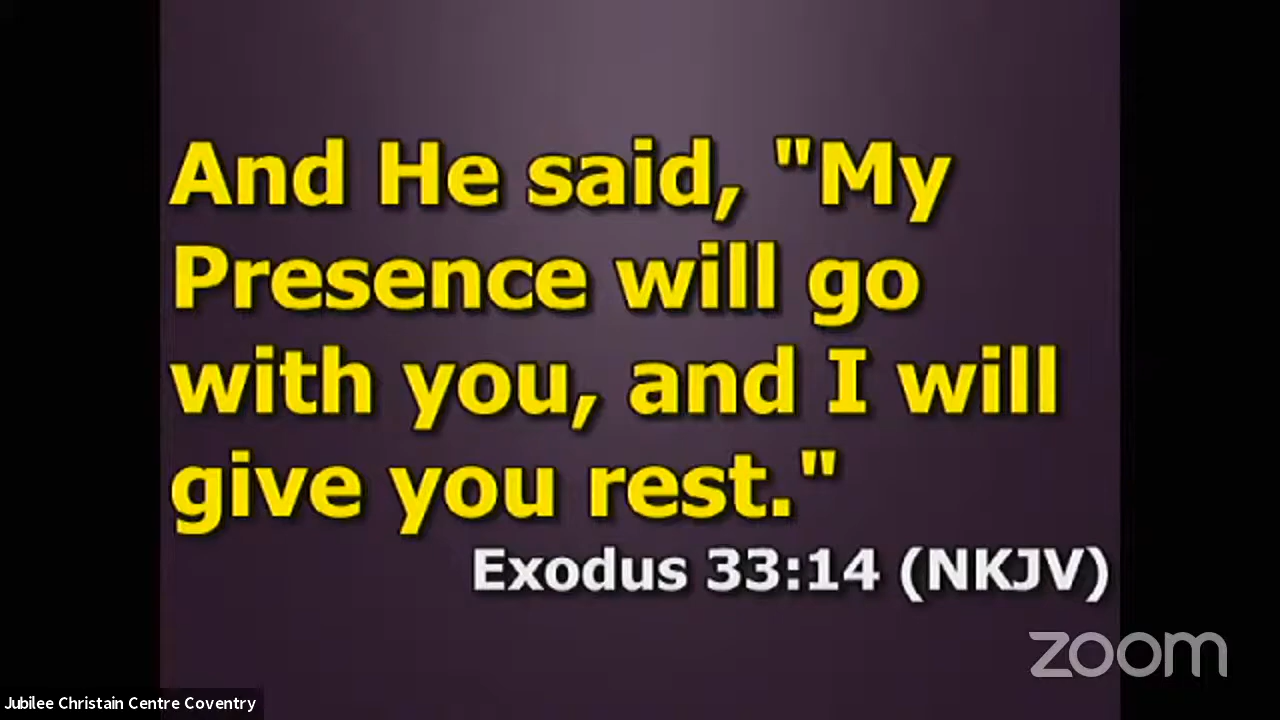 And He said, "My
Presence will go
with you, and I will
give you rest."
Exodus 33:14 (NKJV)
zoom
Jubilee Christain Centre Coventry